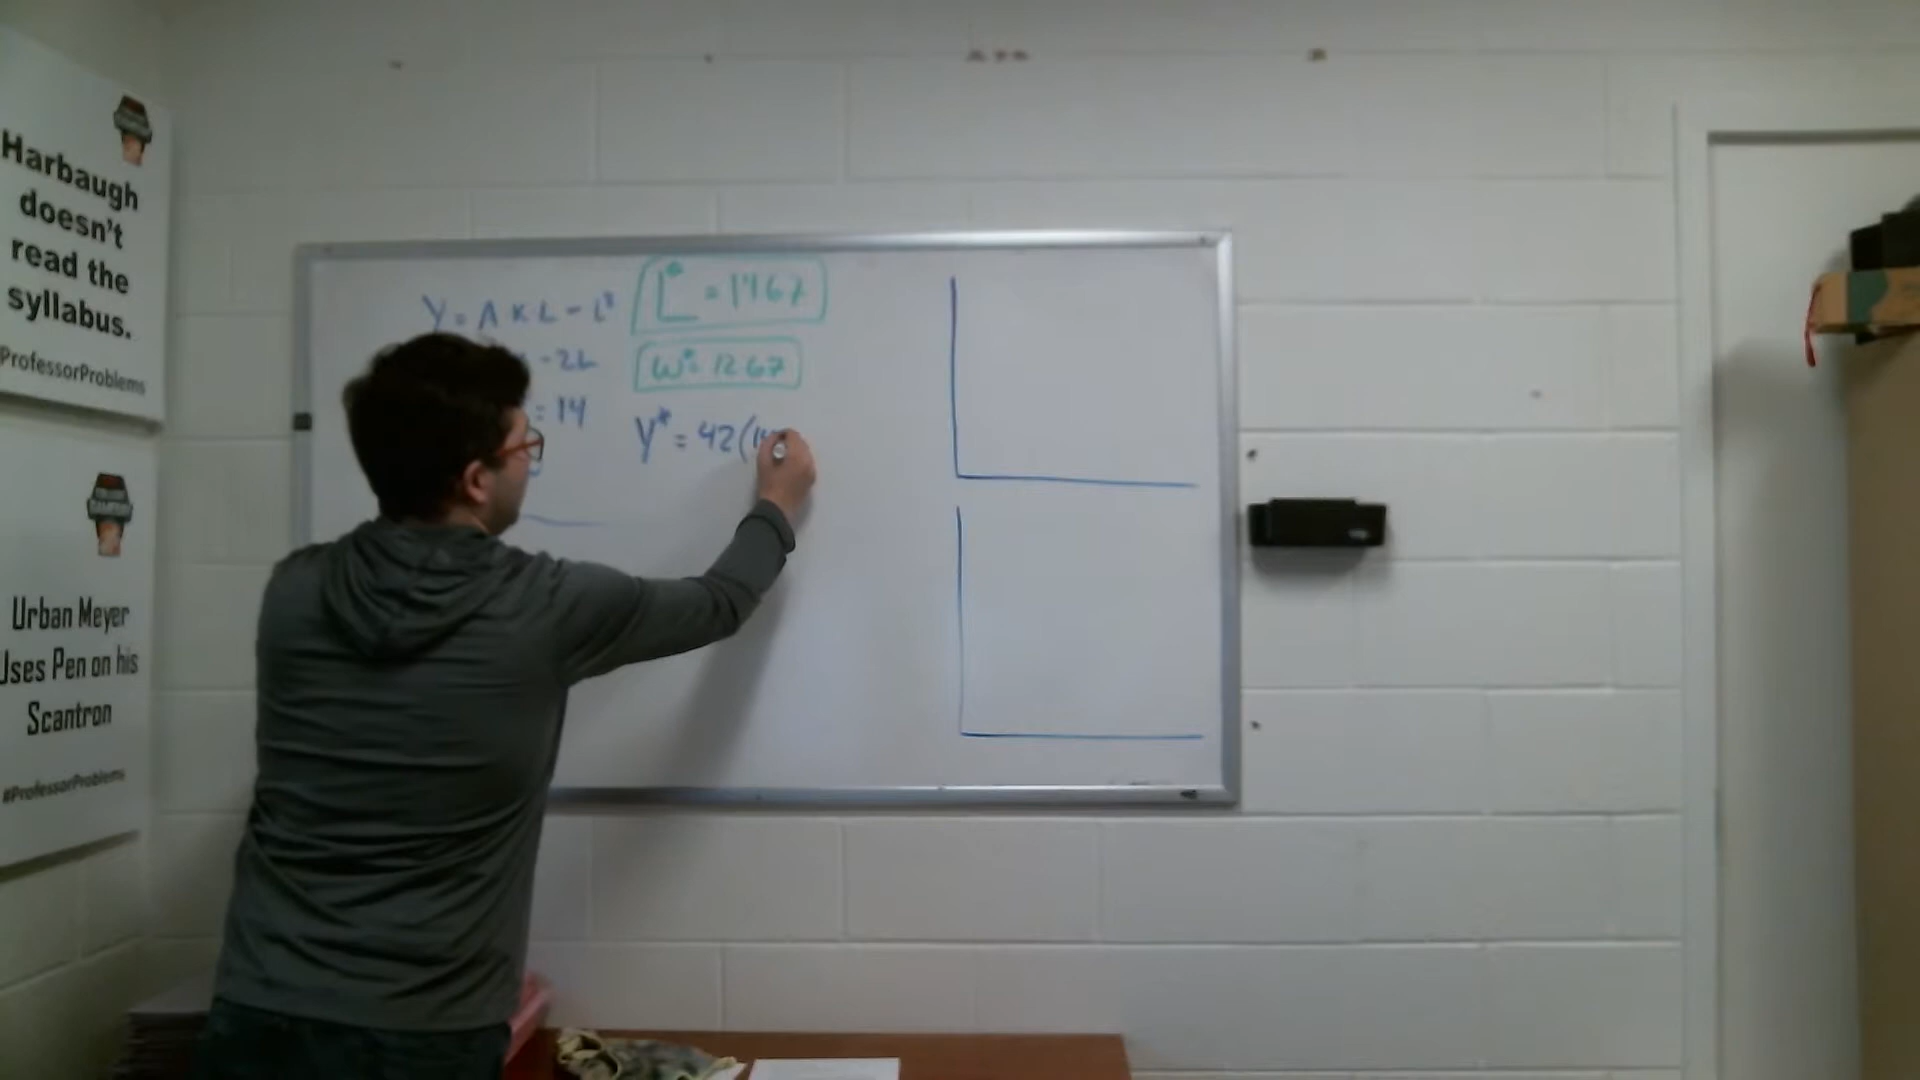 Harbaugh
doesn't
read the
syllabus.
#ProfessorProblems
Urban Meyer
Uses Pen on his
Scantron
#ProfessorProblems
Y = A K L - L²
- 2L
= 14
L* = 14.67
w* = 12.67
Y* = 42(14